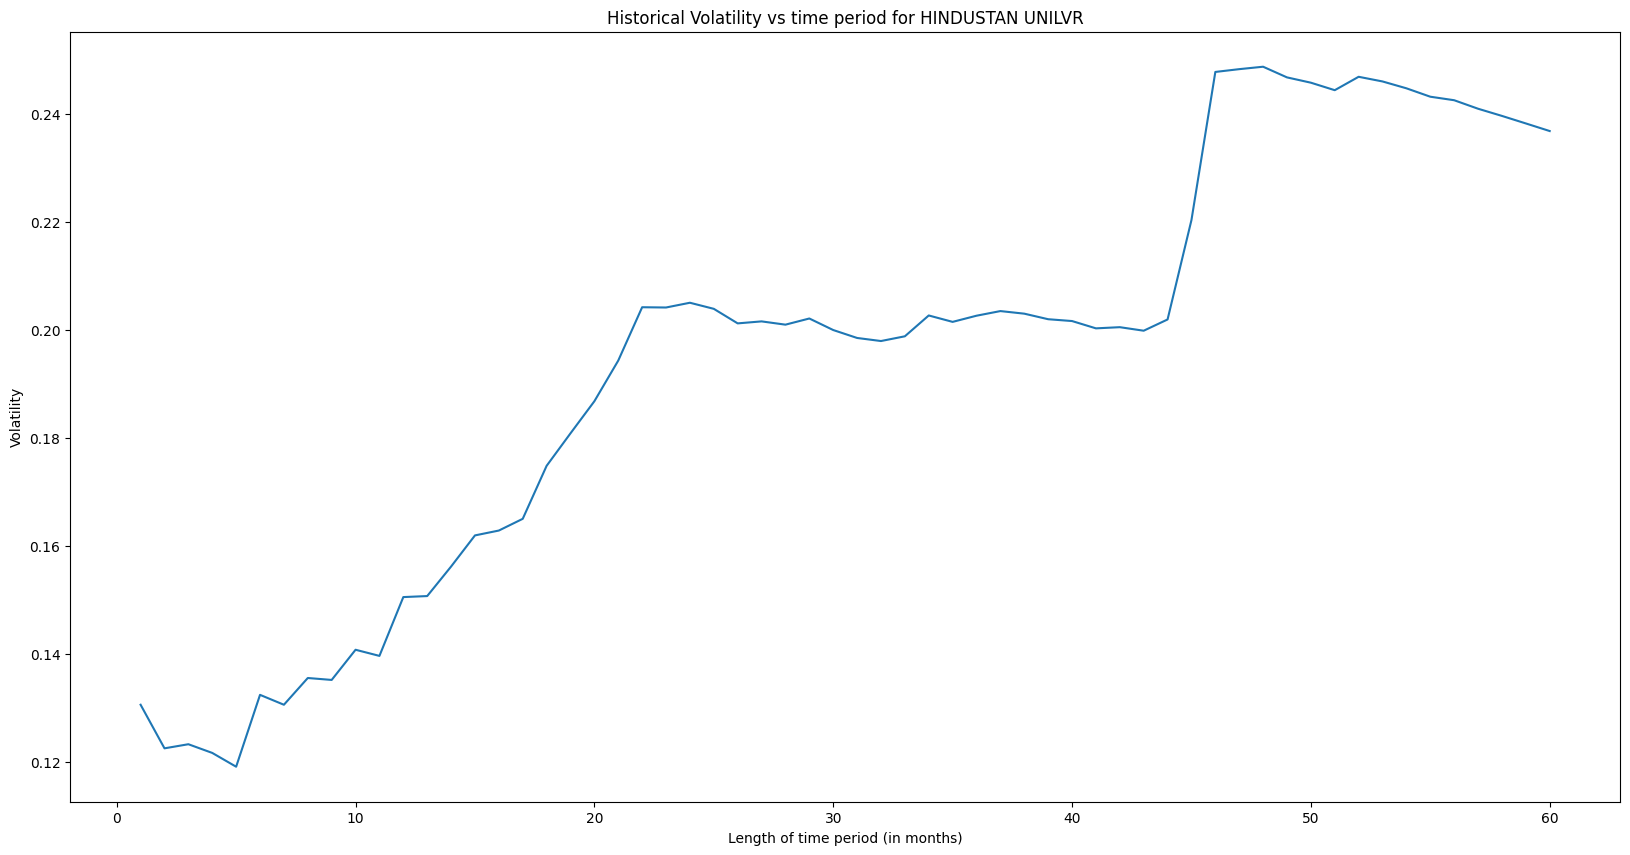 Historical Volatility vs time period for HINDUSTAN UNILVR
0.24
0.22
0.20
0.18
0.16
0.14
0.12
Volatility
0 10 20 30 40 50 60
Length of time period (in months)